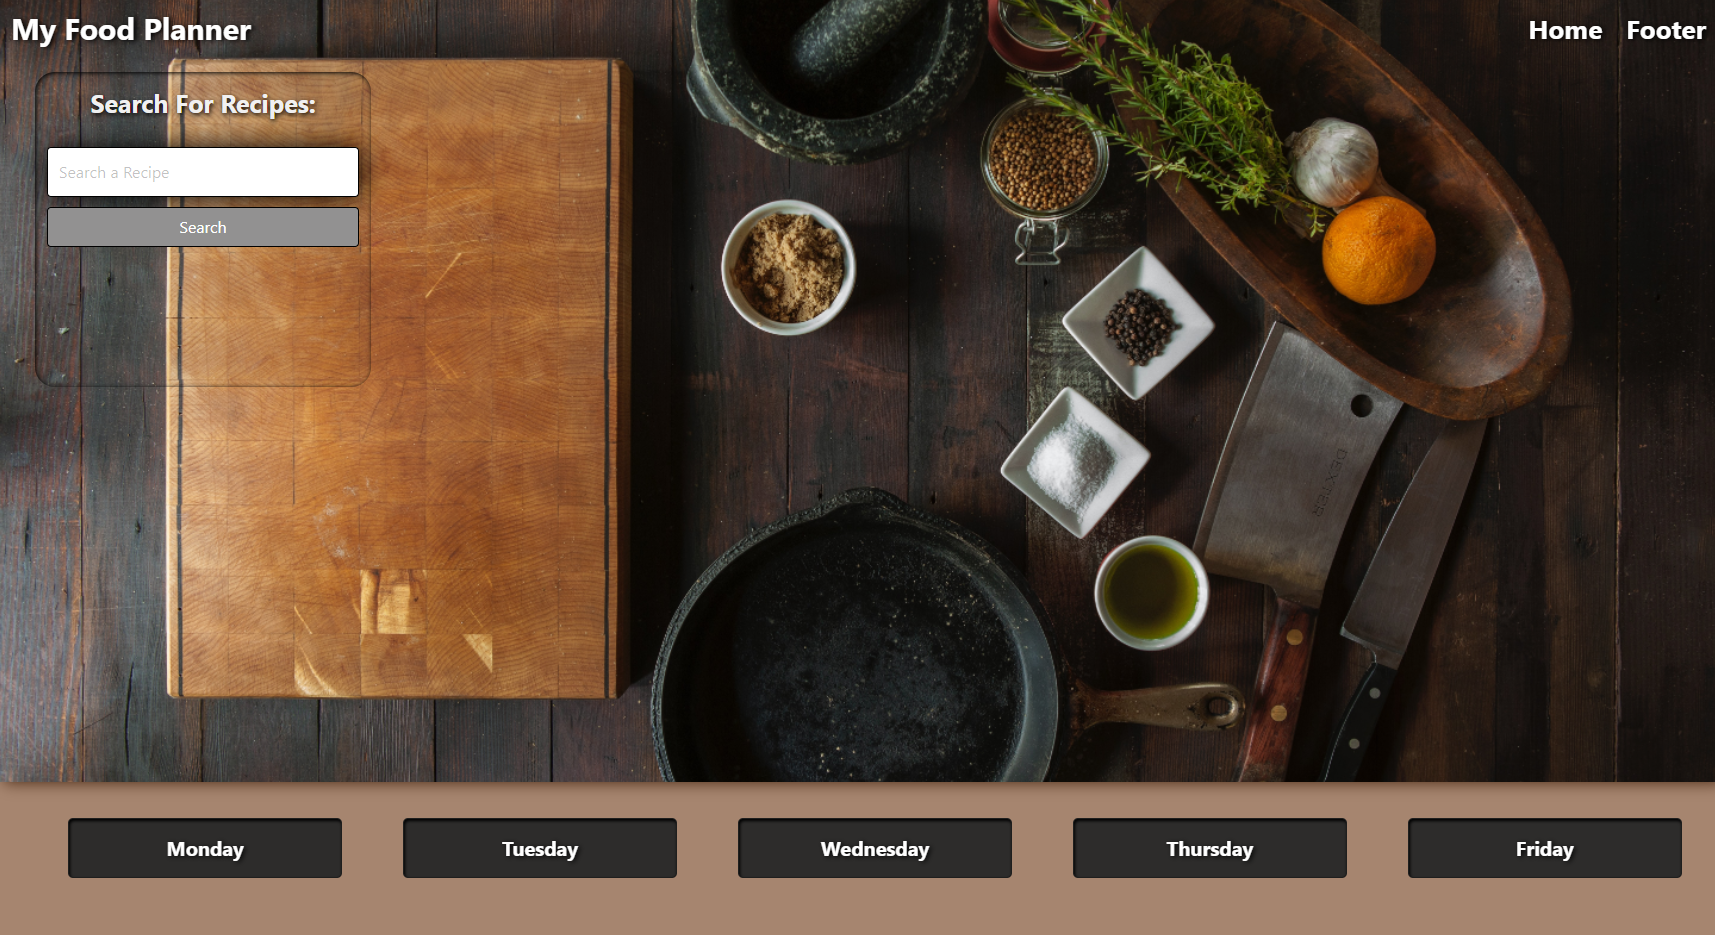 My Food Planner
Home Footer
Search For Recipes:
Search a Recipe
Search
DEXTER
Monday
Tuesday
Wednesday
Thursday
Friday